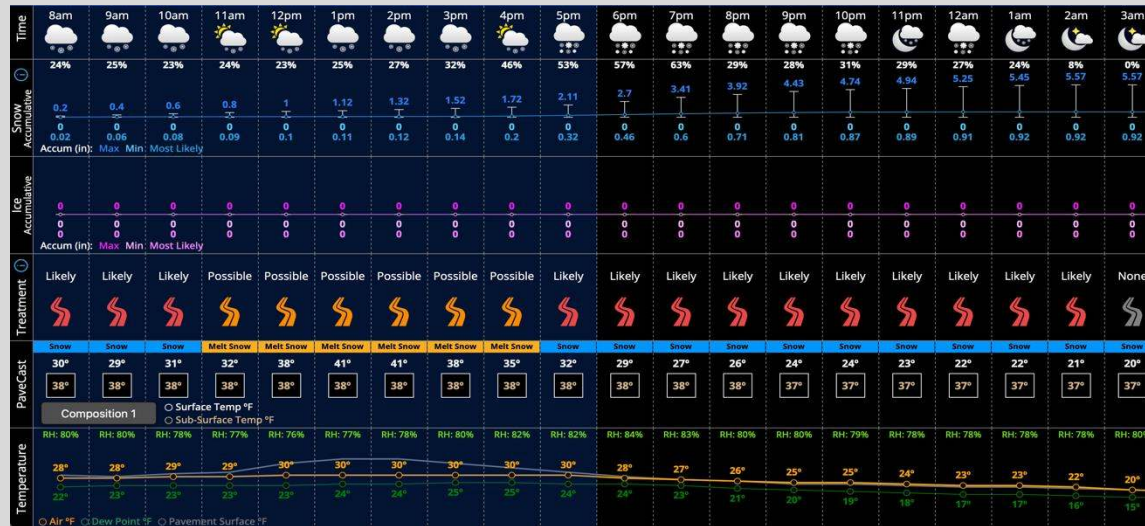 Time 8am 9am 10am 11am 12pm 1pm 2pm 3pm 4pm 5pm 6pm 7pm 8pm 9pm 10pm 11pm 12am 1am 2am 3am
24% 25% 23% 24% 23% 25% 27% 32% 46% 53% 57% 63% 29% 28% 31% 29% 27% 24% 8% 0%
Snow Accumulative
0.2 0.4 0.6 0.8 1 1.12 1.32 1.52 1.72 2.11 2.7 3.41 3.92 4.43 4.74 4.94 5.25 5.45 5.57 5.57
0 0 0 0 0 0 0 0 0 0 0 0 0 0 0 0 0 0 0 0
0.02 0.06 0.08 0.09 0.1 0.11 0.12 0.14 0.2 0.32 0.46 0.6 0.71 0.81 0.87 0.89 0.91 0.92 0.92 0.92
Accum (in): Max Min Most Likely
Ice Accumulative
0 0 0 0 0 0 0 0 0 0 0 0 0 0 0 0 0 0 0 0
0 0 0 0 0 0 0 0 0 0 0 0 0 0 0 0 0 0 0 0
0 0 0 0 0 0 0 0 0 0 0 0 0 0 0 0 0 0 0 0
Accum (in): Max Min Most Likely
Treatment Likely Likely Likely Possible Possible Possible Possible Possible Possible Likely Likely Likely Likely Likely Likely Likely Likely Likely Likely None
PaveCast
Snow Snow Snow Melt Snow Melt Snow Melt Snow Melt Snow Melt Snow Melt Snow Snow Snow Snow Snow Snow Snow Snow Snow Snow Snow Snow
30° 29° 31° 32° 38° 41° 41° 38° 35° 32° 29° 27° 26° 24° 24° 23° 22° 22° 21° 20°
38° 38° 38° 38° 38° 38° 38° 38° 38° 38° 38° 38° 38° 37° 37° 37° 37° 37° 37° 37°
Composition 1
Surface Temp °F
Sub-Surface Temp °F
Temperature
RH: 80% RH: 80% RH: 78% RH: 77% RH: 76% RH: 77% RH: 78% RH: 80% RH: 82% RH: 82% RH: 84% RH: 83% RH: 80% RH: 80% RH: 79% RH: 78% RH: 78% RH: 78% RH: 78% RH: 80%
28° 28° 29° 29° 30° 30° 30° 30° 30° 30° 28° 27° 26° 25° 25° 24° 23° 23° 22° 20°
22° 23° 23° 23° 23° 24° 24° 25° 25° 24° 24° 23° 21° 20° 19° 18° 17° 17° 16° 15°
Air °F Dew Point °F Pavement Surface °F